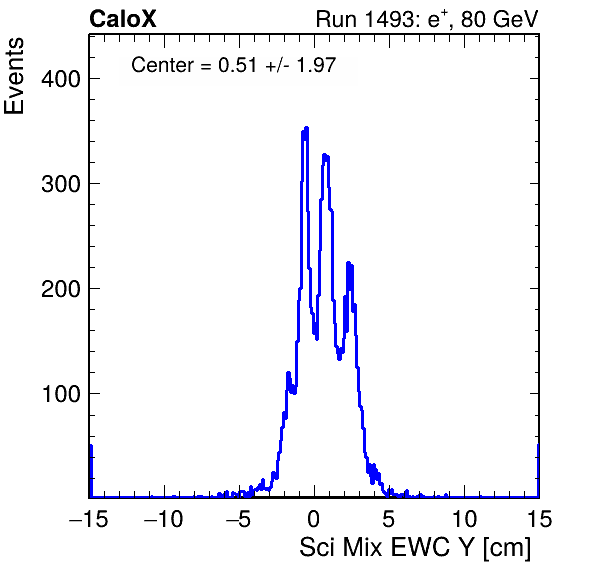 CaloX Run 1493: e+, 80 GeV
Center = 0.51 +/- 1.97
Events
400
300
200
100
−15 −10 −5 0 5 10 15
Sci Mix EWC Y [cm]